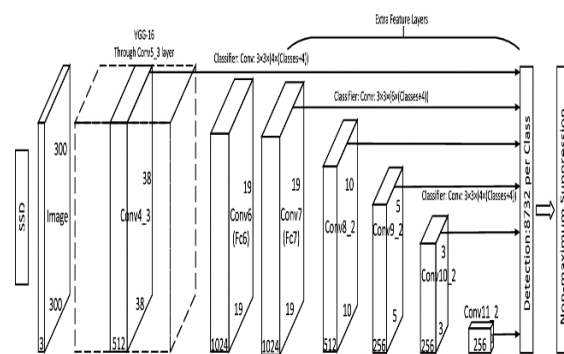 Extra Feature Layers
YGG-16
Through Conv5_3 layer
Classifier: Conv: 3×3×(4×(Classes+4))
Classifier: Conv: 3×3×(6×(Classes+4))
Classifier: Conv: 3×3×(4×(Classes+4))
SSD
300
Image
300
3
38
Conv4_3
38
512
19
Conv6
(Fc6)
19
1024
19
Conv7
(Fc7)
19
1024
10
Conv8_2
10
512
5
Conv9_2
5
256
3
Conv10_2
3
256
Conv11_2
256
Detection:8732 per Class
Non-maximum Suppression